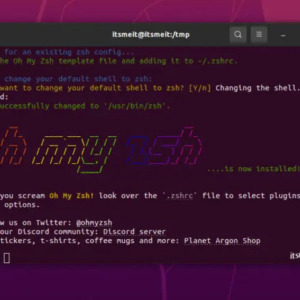 itsmeit@itsmeit:/tmp
for an existing zsh config...
he Oh My Zsh template file and adding it to ~/.zshrc.
change your default shell to zsh:
want to change your default shell to zsh? [Y/n] Changing the shell.
d:
uccessfully changed to '/usr/bin/zsh'.
h my zsh
....is now installed!
you scream Oh My Zsh! look over the `.zshrc` file to select plugins
options.
w us on Twitter: @ohmyzsh
our Discord community: Discord server
tickers, t-shirts, coffee mugs and more: Planet Argon Shop
its